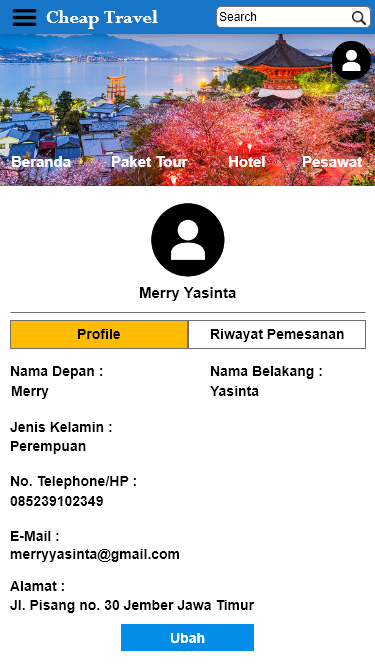 Cheap Travel
Search
Beranda Paket Tour Hotel Pesawat
Merry Yasinta
Profile Riwayat Pemesanan
Nama Depan : Nama Belakang :
Merry Yasinta
Jenis Kelamin :
Perempuan
No. Telephone/HP :
085239102349
E-Mail :
merryyasinta@gmail.com
Alamat :
Jl. Pisang no. 30 Jember Jawa Timur
Ubah